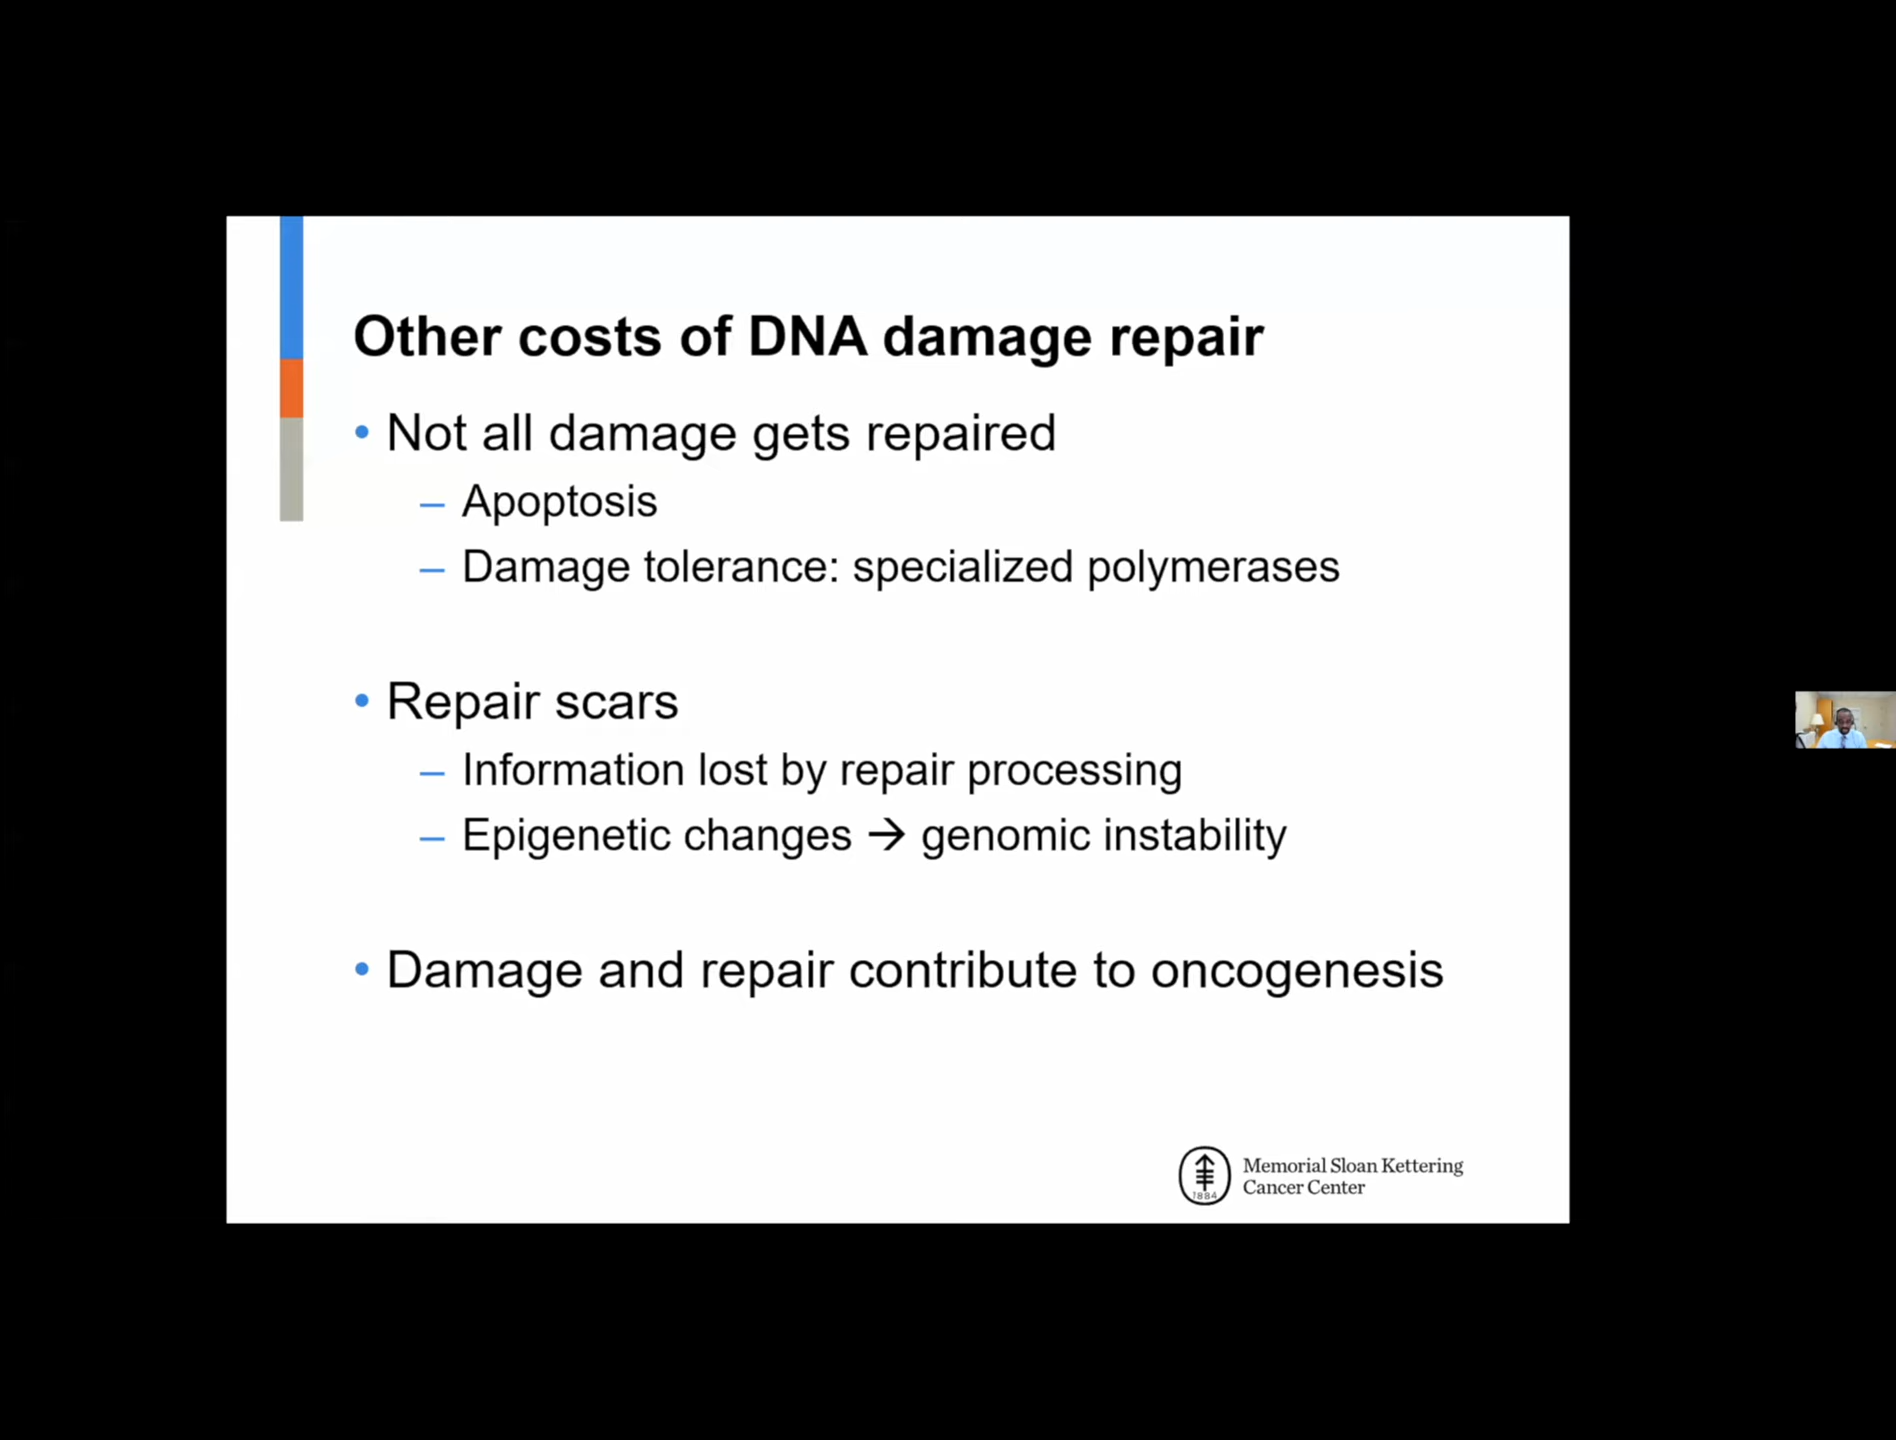 Other costs of DNA damage repair
• Not all damage gets repaired
– Apoptosis
– Damage tolerance: specialized polymerases
• Repair scars
– Information lost by repair processing
– Epigenetic changes → genomic instability
• Damage and repair contribute to oncogenesis
1884
Memorial Sloan Kettering
Cancer Center